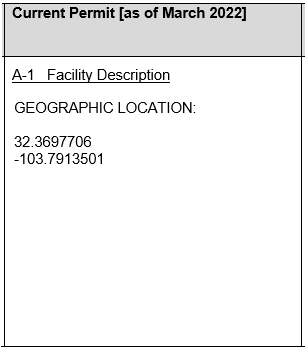 Current Permit [as of March 2022]
A-1 Facility Description
GEOGRAPHIC LOCATION:
32.3697706
-103.7913501